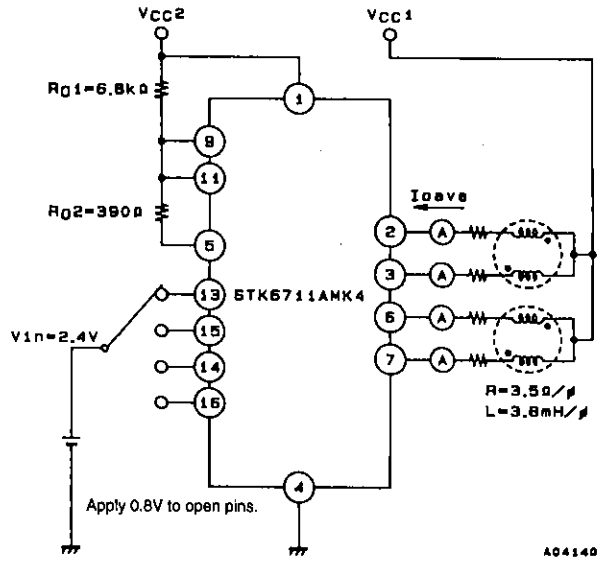 VCC2
VCC1
RO1=6.8kΩ
1
9
11
IOave
RO2=390Ω
2
A
5
3
A
13
STK6711AMK4
6
A
Vin=2.4V
15
7
A
14
R=3.5Ω/ø
L=3.8mH/ø
16
4
Apply 0.8V to open pins.
A04140